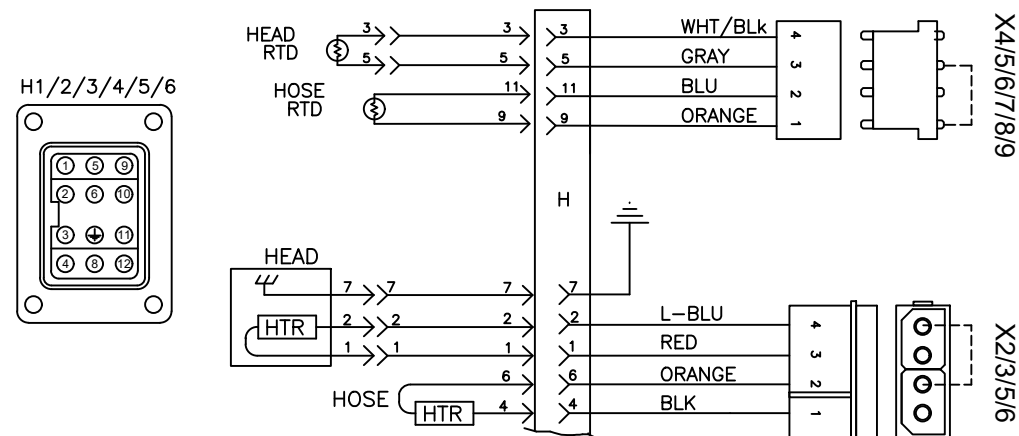 H1/2/3/4/5/6
1 5 9
2 6 10
3 11
4 8 12
HEAD
RTD
3 3 3 WHT/BLk 4
5 5 5 GRAY 3
HOSE
RTD
11 11 BLU 2
9 9 ORANGE 1
X4/5/6/7/8/9
H
HEAD
7 7 7 7
HTR 2 2 2 2 L-BLU 4
1 1 1 1 RED 3
6 6 ORANGE 2
HOSE HTR 4 4 BLK 1
X2/3/5/6